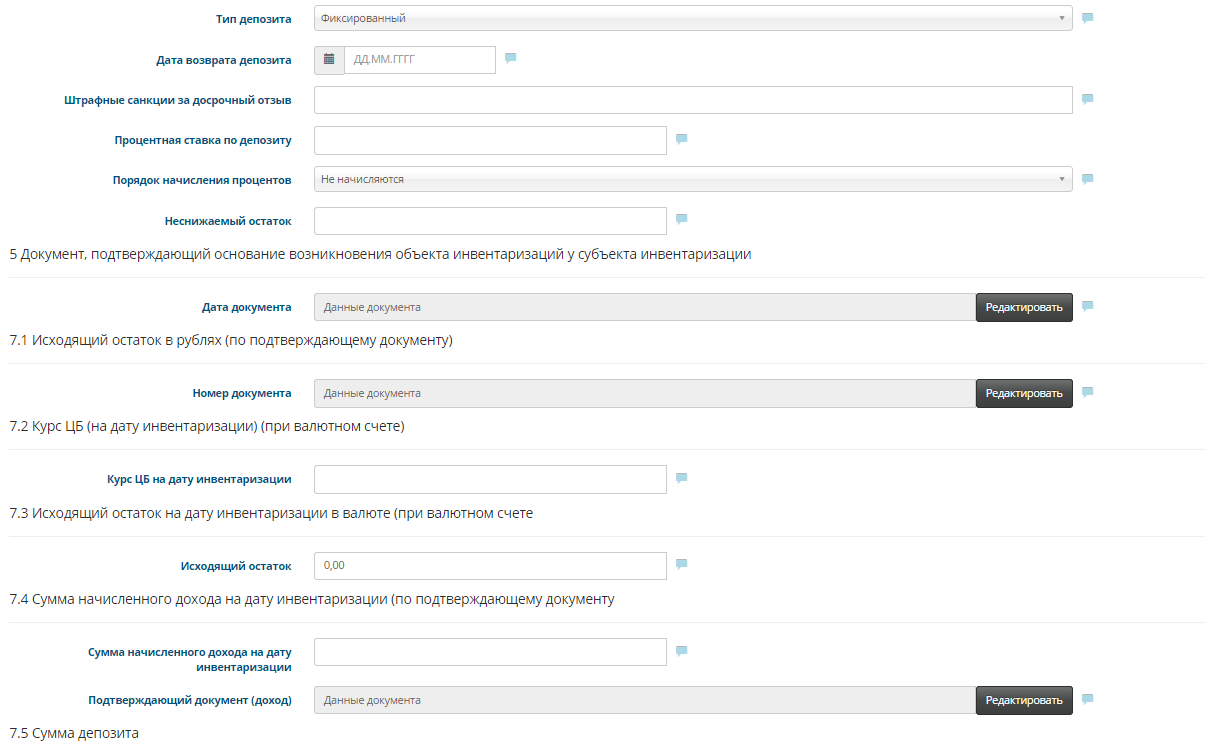 Тип депозита Фиксированный
Дата возврата депозита ДД.ММ.ГГГГ
Штрафные санкции за досрочный отзыв
Процентная ставка по депозиту
Порядок начисления процентов Не начисляются
Неснижаемый остаток
5 Документ, подтверждающий основание возникновения объекта инвентаризаций у субъекта инвентаризации
Дата документа Данные документа Редактировать
7.1 Исходящий остаток в рублях (по подтверждающему документу)
Номер документа Данные документа Редактировать
7.2 Курс ЦБ (на дату инвентаризации) (при валютном счете)
Курс ЦБ на дату инвентаризации
7.3 Исходящий остаток на дату инвентаризации в валюте (при валютном счете
Исходящий остаток 0,00
7.4 Сумма начисленного дохода на дату инвентаризации (по подтверждающему документу
Сумма начисленного дохода на дату
инвентаризации
Подтверждающий документ (доход) Данные документа Редактировать
7.5 Сумма депозита